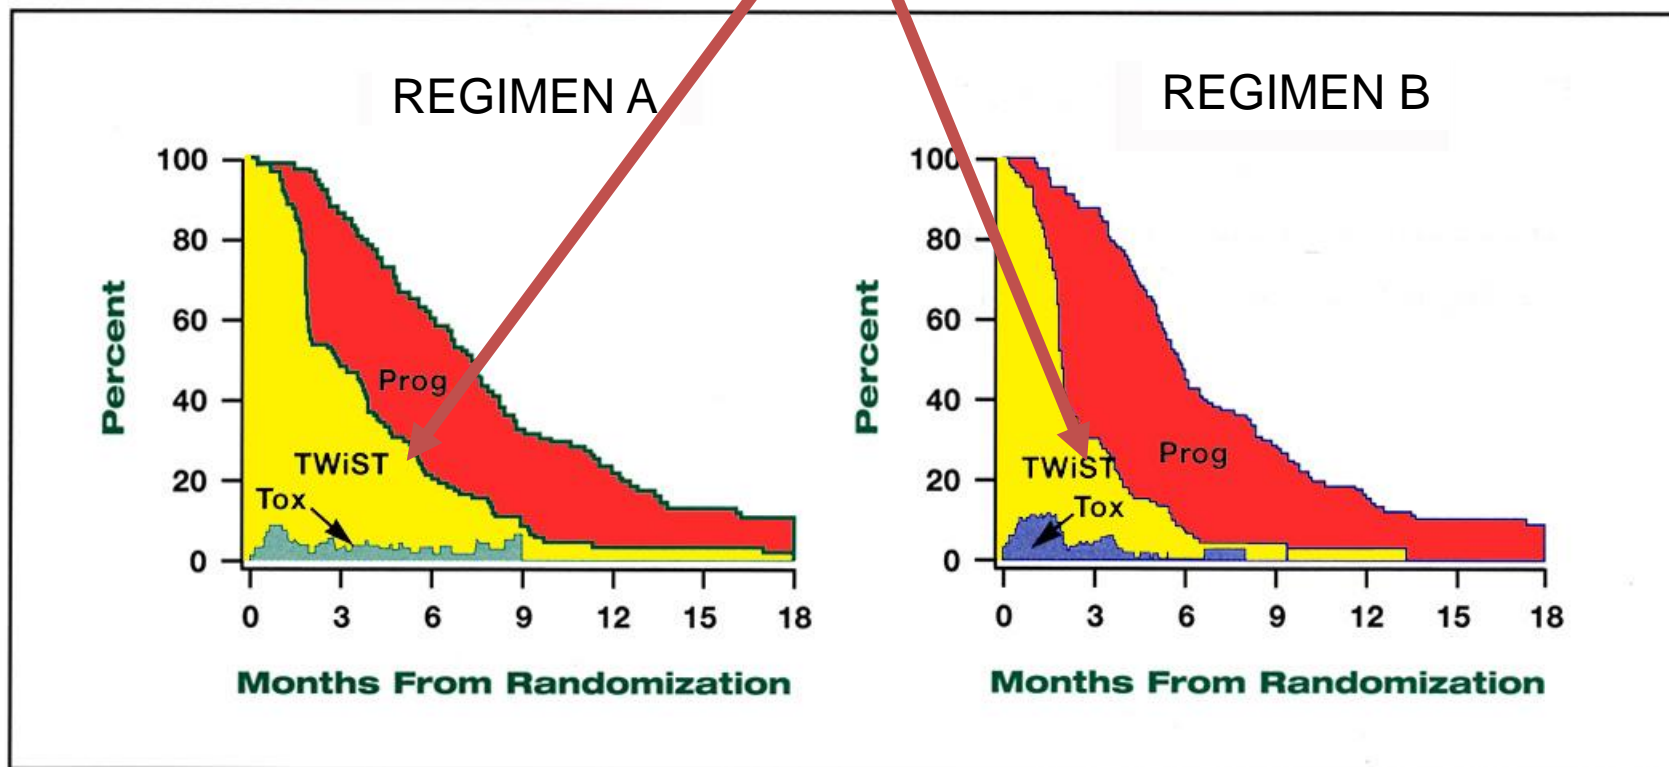 REGIMEN A
100
80
60
40
20
0
Percent
Prog
TWiST
Tox
0 3 6 9 12 15 18
Months From Randomization
REGIMEN B
100
80
60
40
20
0
Percent
Prog
TWiST
Tox
0 3 6 9 12 15 18
Months From Randomization